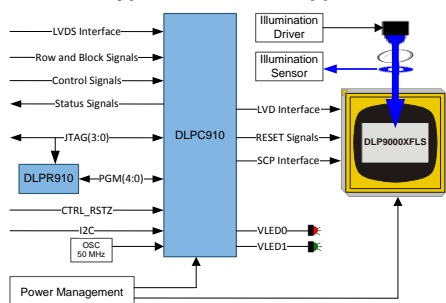 Illumination
Driver
LVDS Interface
Row and Block Signals
Illumination
Sensor
Control Signals
Status Signals
LVD Interface
DLPC910
JTAG(3:0)
RESET Signals
DLP9000XFLS
SCP Interface
DLPR910
PGM(4:0)
CTRL_RSTZ
I2C
VLED0
OSC
50 MHz
VLED1
Power Management